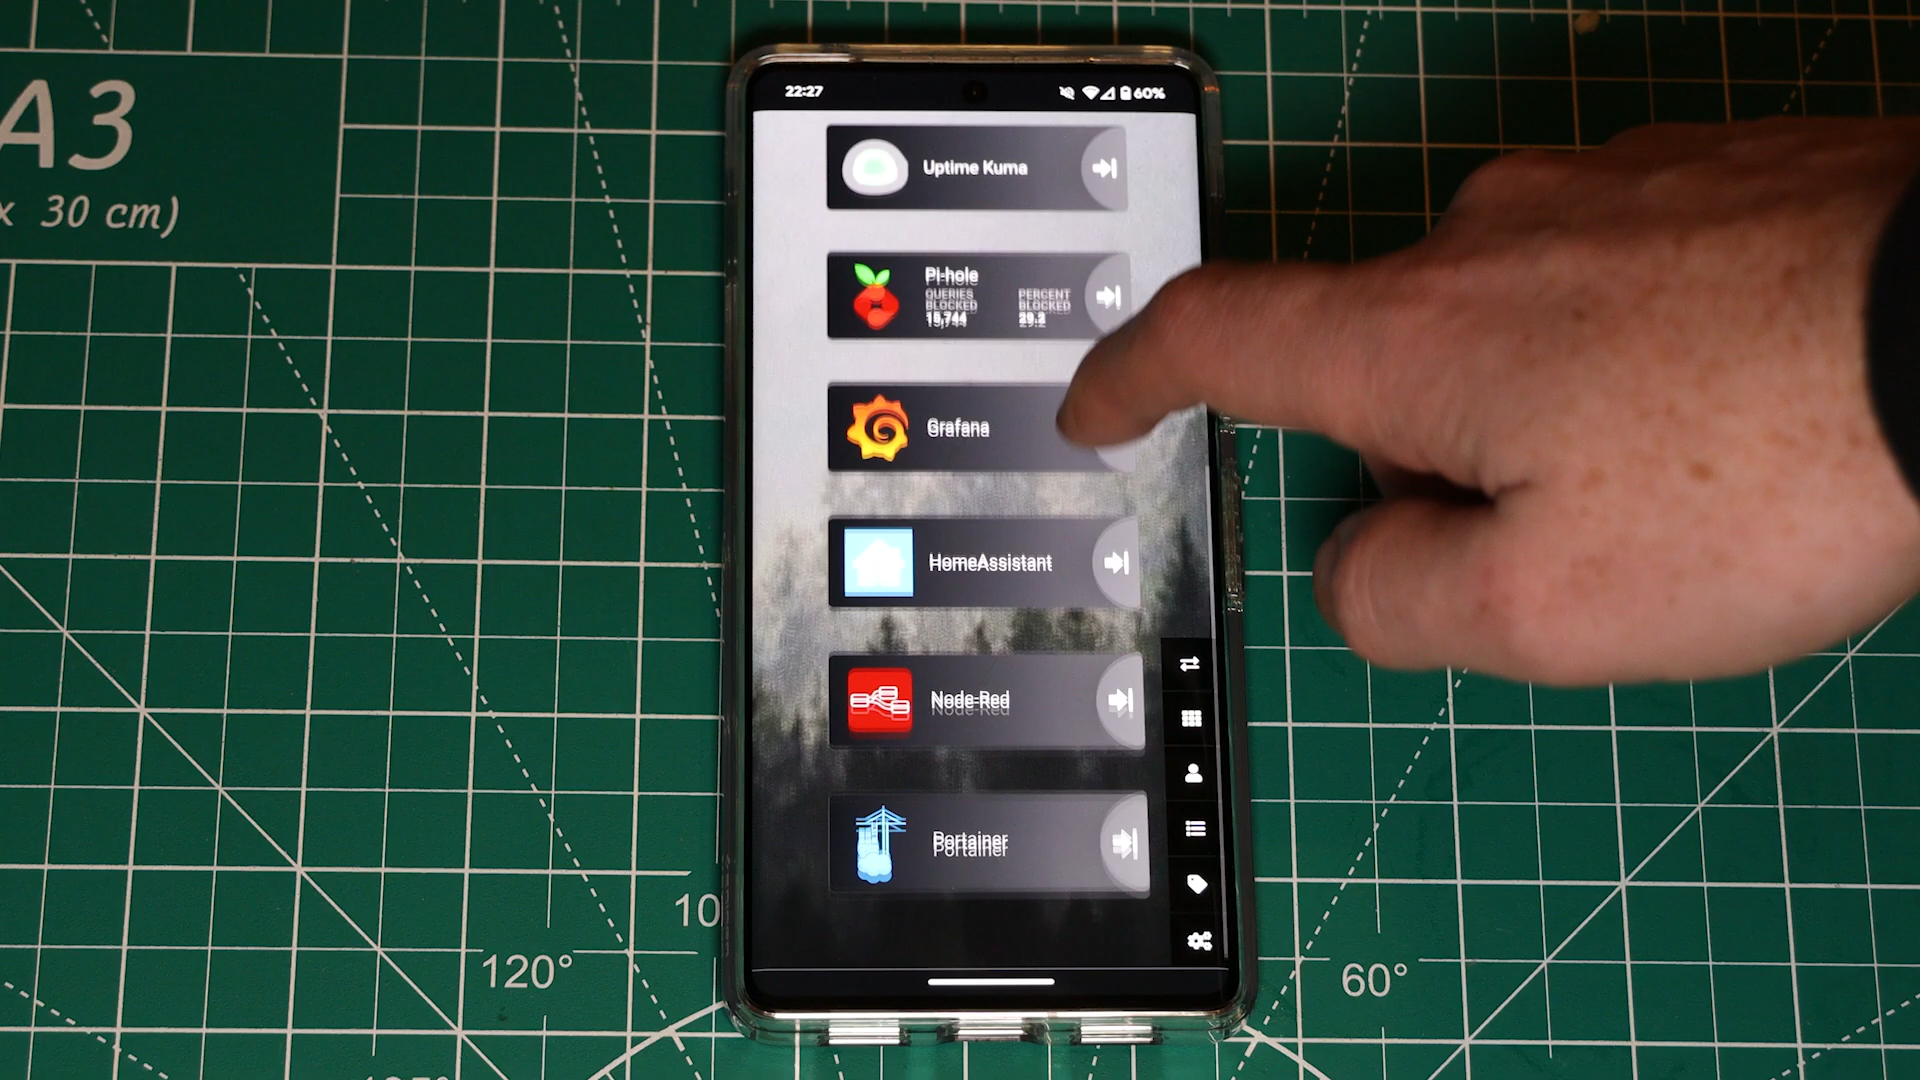 A3
x 30 cm)
22:27
60%
Uptime Kuma
Pi-hole
QUERIES BLOCKED
PERCENT BLOCKED
15,744
29.2
Grafana
HomeAssistant
Node-Red
Portainer
10
120°
60°